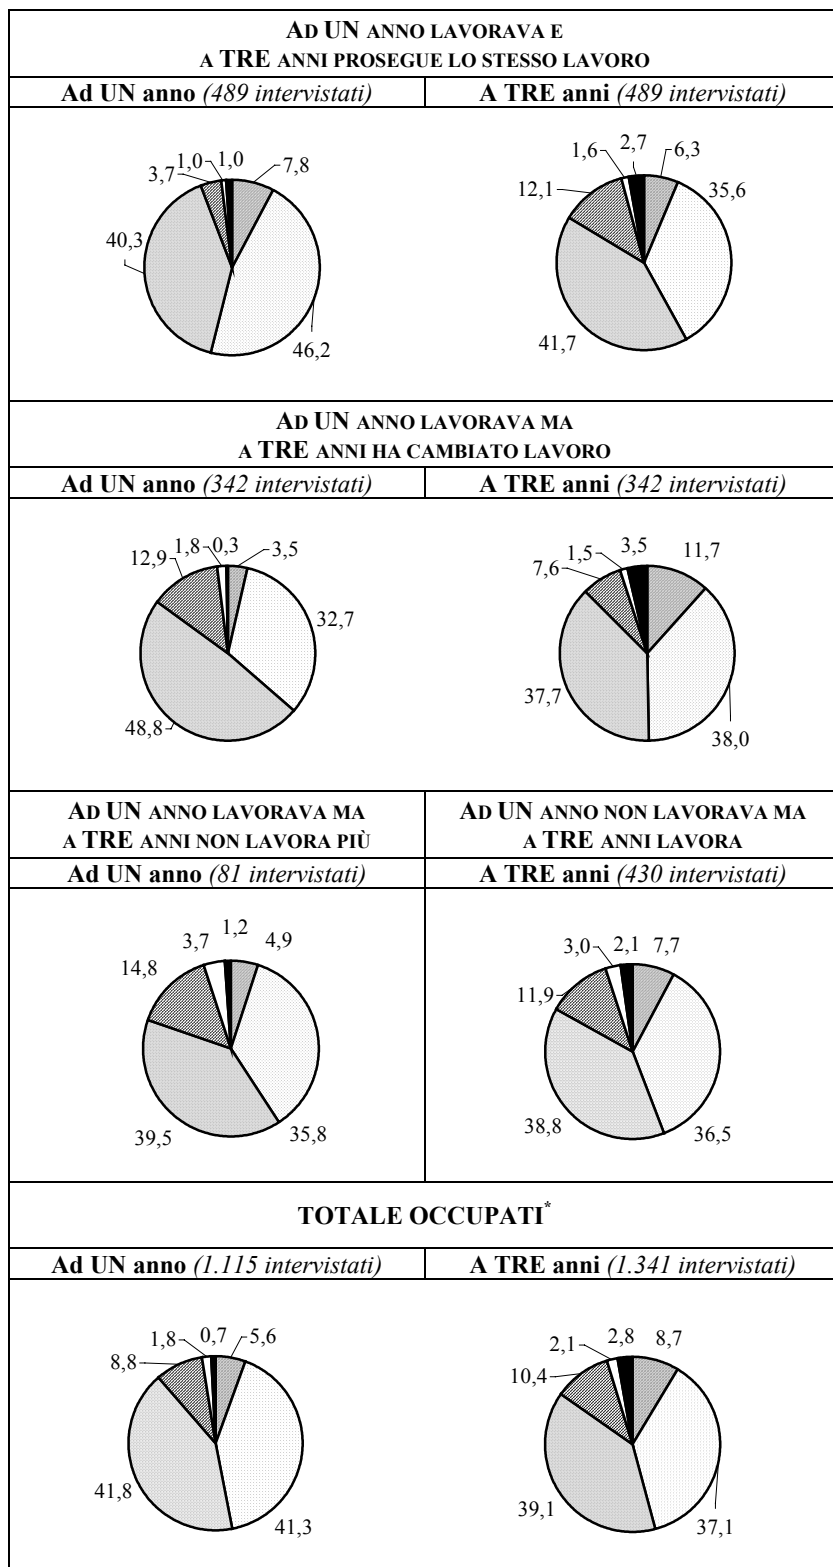 AD UN ANNO LAVORAVA E
A TRE ANNI PROSEGUE LO STESSO LAVORO
Ad UN anno (489 intervistati)
A TRE anni (489 intervistati)
3,7 1,0 1,0 7,8
40,3
46,2
1,6 2,7 6,3
12,1 35,6
41,7
AD UN ANNO LAVORAVA MA
A TRE ANNI HA CAMBIATO LAVORO
Ad UN anno (342 intervistati)
A TRE anni (342 intervistati)
12,9 1,8 0,3 3,5
32,7
48,8
7,6 1,5 3,5 11,7
37,7
38,0
AD UN ANNO LAVORAVA MA
A TRE ANNI NON LAVORA PIÙ
Ad UN anno (81 intervistati)
14,8 3,7 1,2 4,9
39,5 35,8
AD UN ANNO NON LAVORAVA MA
A TRE ANNI LAVORA
A TRE anni (430 intervistati)
11,9 3,0 2,1 7,7
38,8 36,5
TOTALE OCCUPATI*
Ad UN anno (1.115 intervistati)
A TRE anni (1.341 intervistati)
8,8 1,8 0,7 5,6
41,8
41,3
10,4 2,1 2,8 8,7
39,1
37,1